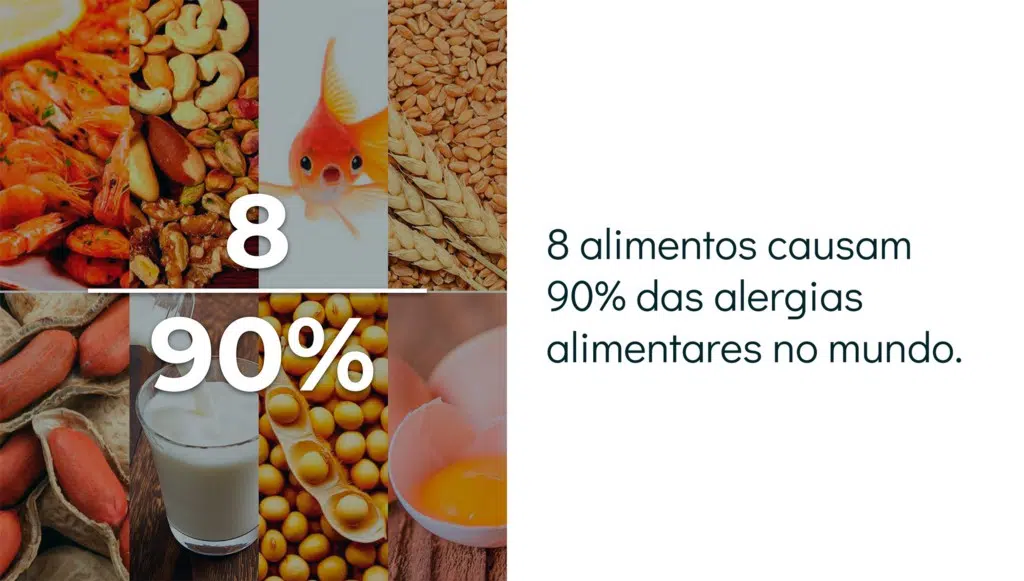 8
90%
8 alimentos causam
90% das alergias
alimentares no mundo.